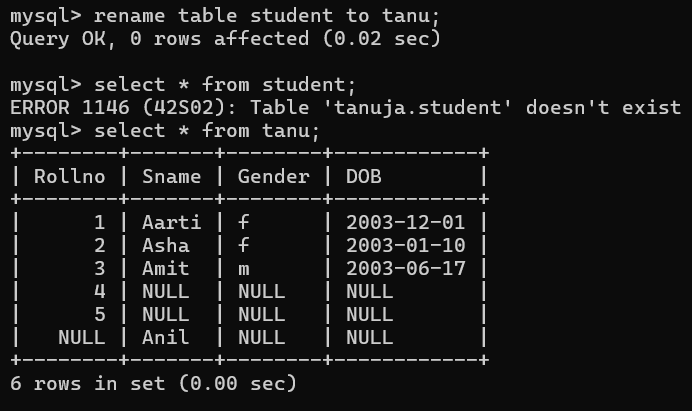 mysql> rename table student to tanu;
Query OK, 0 rows affected (0.02 sec)

mysql> select * from student;
ERROR 1146 (42S02): Table 'tanuja.student' doesn't exist
mysql> select * from tanu;
+--------+-------+--------+------------+
| Rollno | Sname | Gender | DOB        |
+--------+-------+--------+------------+
|      1 | Aarti | f      | 2003-12-01 |
|      2 | Asha  | f      | 2003-01-10 |
|      3 | Amit  | m      | 2003-06-17 |
|      4 | NULL  | NULL   | NULL       |
|      5 | NULL  | NULL   | NULL       |
|   NULL | Anil  | NULL   | NULL       |
+--------+-------+--------+------------+
6 rows in set (0.00 sec)